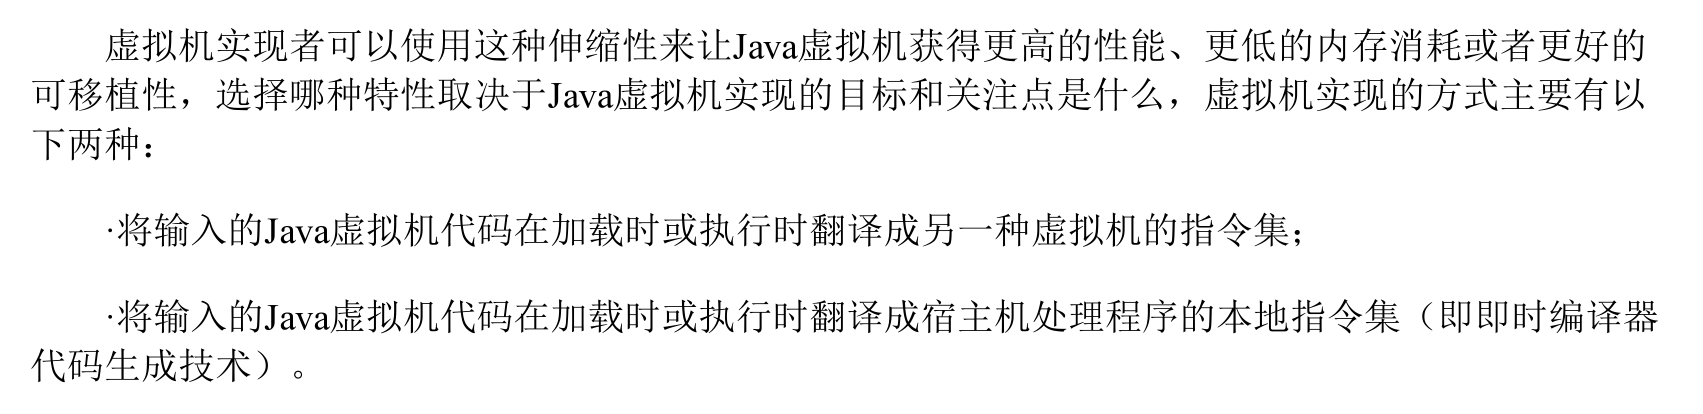 虚拟机实现者可以使用这种伸缩性来让Java虚拟机获得更高的性能、更低的内存消耗或者更好的
可移植性，选择哪种特性取决于Java虚拟机实现的目标和关注点是什么，虚拟机实现的方式主要有以
下两种：
·将输入的Java虚拟机代码在加载时或执行时翻译成另一种虚拟机的指令集；
·将输入的Java虚拟机代码在加载时或执行时翻译成宿主机处理程序的本地指令集（即即时编译器
代码生成技术）。